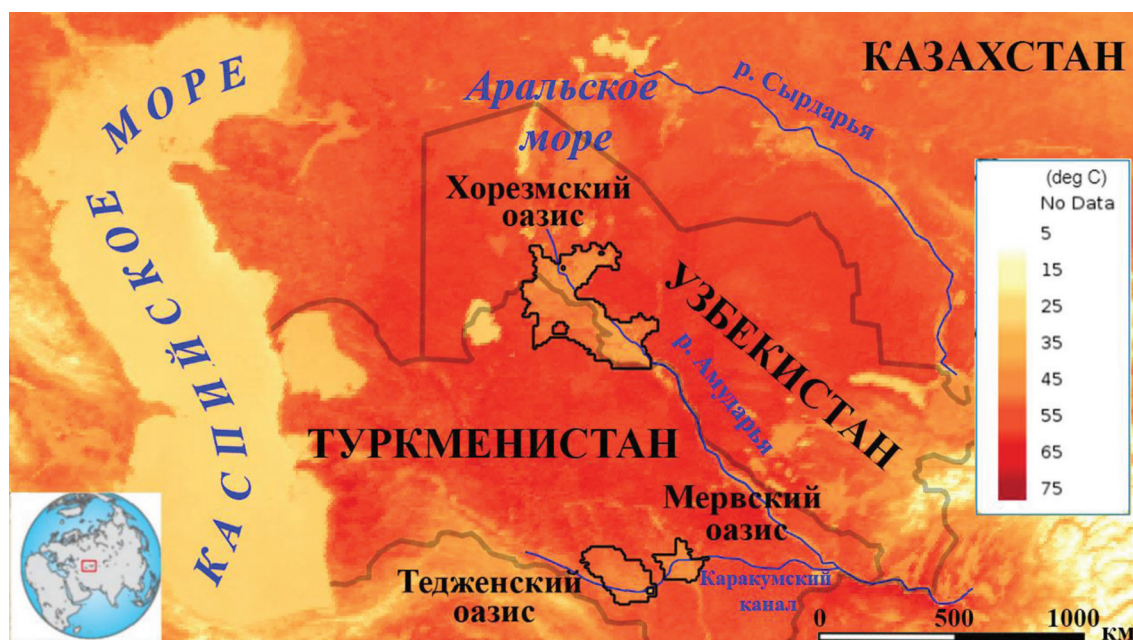 КАЗАХСТАН
КАСПИЙСКОЕ МОРЕ
Аральское
море
р. Сырдарья
Хорезмский
оазис
(deg C)
No Data
5
15
25
35
45
55
65
75
УЗБЕКИСТАН
р. Амударья
ТУРКМЕНИСТАН
Мервский
оазис
Тедженский
оазис
Каракумский
канал
0 500 1000
КМ